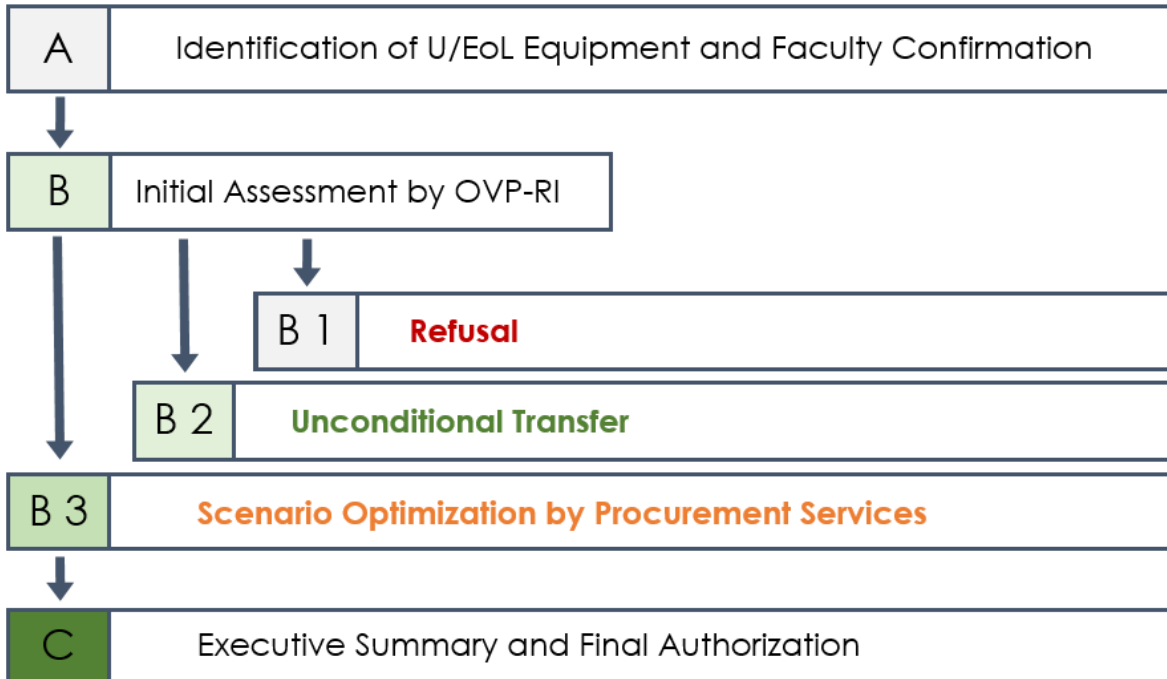 A Identification of U/EoL Equipment and Faculty Confirmation
B Initial Assessment by OVP-RI
B 1 Refusal
B 2 Unconditional Transfer
B 3 Scenario Optimization by Procurement Services
C Executive Summary and Final Authorization